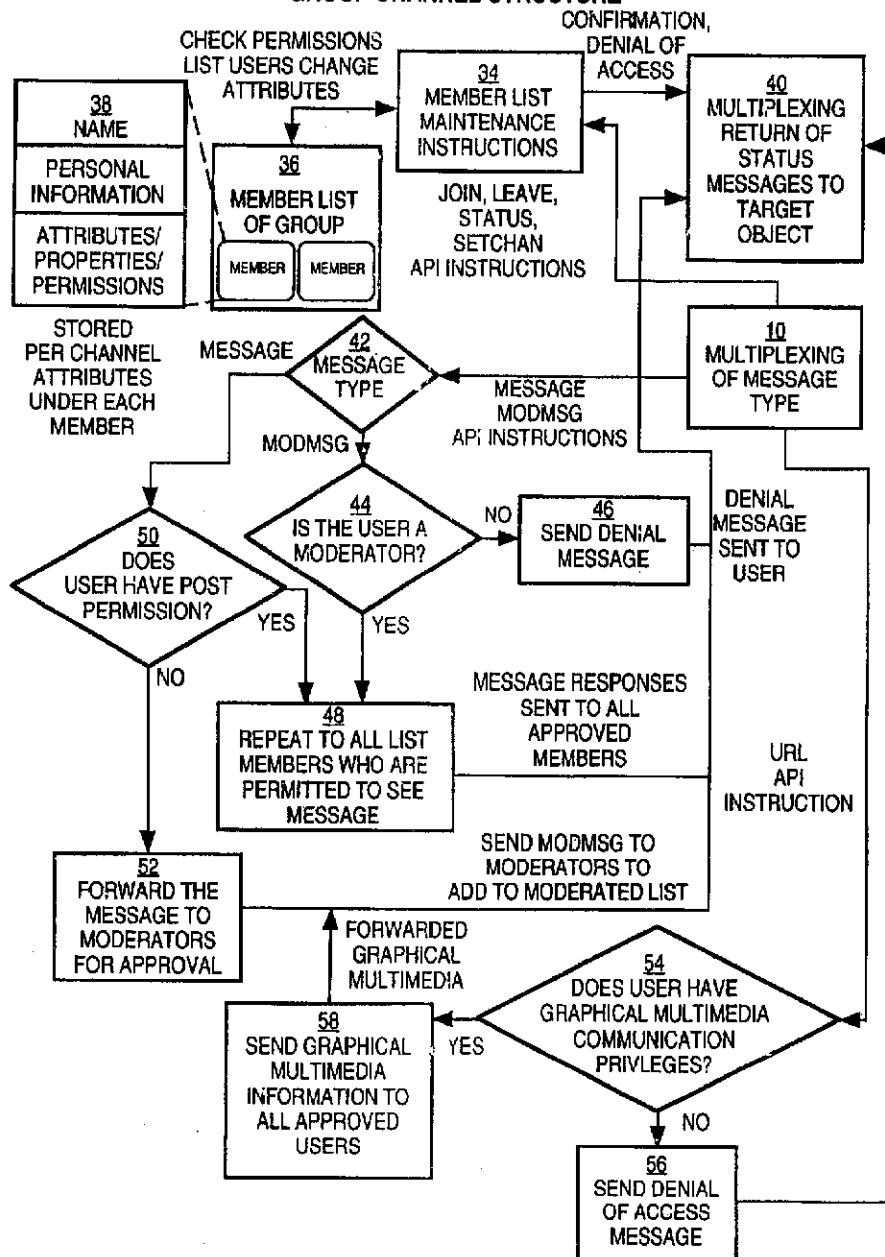 GROUP CHANNEL STRUCTURE
CONFIRMATION,
DENIAL OF
ACCESS
CHECK PERMISSIONS
LIST USERS CHANGE
ATTRIBUTES
38
NAME
PERSONAL
INFORMATION
ATTRIBUTES/
PROPERTIES/
PERMISSIONS
STORED
PER CHANNEL
ATTRIBUTES
UNDER EACH
MEMBER
36
MEMBER LIST
OF GROUP
MEMBER
MEMBER
34
MEMBER LIST
MAINTENANCE
INSTRUCTIONS
JOIN, LEAVE,
STATUS,
SETCHAN
API INSTRUCTIONS
40
MULTIPLEXING
RETURN OF
STATUS
MESSAGES TO
TARGET
OBJECT
10
MULTIPLEXING
OF MESSAGE
TYPE
MESSAGE
42
MESSAGE
TYPE
MESSAGE
MODMSG
API INSTRUCTIONS
MODMSG
44
IS THE USER A
MODERATOR?
NO
46
SEND DENIAL
MESSAGE
DENIAL
MESSAGE
SENT TO
USER
50
DOES
USER HAVE POST
PERMISSION?
YES
YES
NO
48
REPEAT TO ALL LIST
MEMBERS WHO ARE
PERMITTED TO SEE
MESSAGE
MESSAGE RESPONSES
SENT TO ALL
APPROVED
MEMBERS
URL
API
INSTRUCTION
52
FORWARD THE
MESSAGE TO
MODERATORS
FOR APPROVAL
SEND MODMSG TO
MODERATORS TO
ADD TO MODERATED LIST
FORWARDED
GRAPHICAL
MULTIMEDIA
54
DOES USER HAVE
GRAPHICAL MULTIMEDIA
COMMUNICATION
PRIVLEGES?
YES
58
SEND GRAPHICAL
MULTIMEDIA
INFORMATION TO
ALL APPROVED
USERS
NO
56
SEND DENIAL
OF ACCESS
MESSAGE